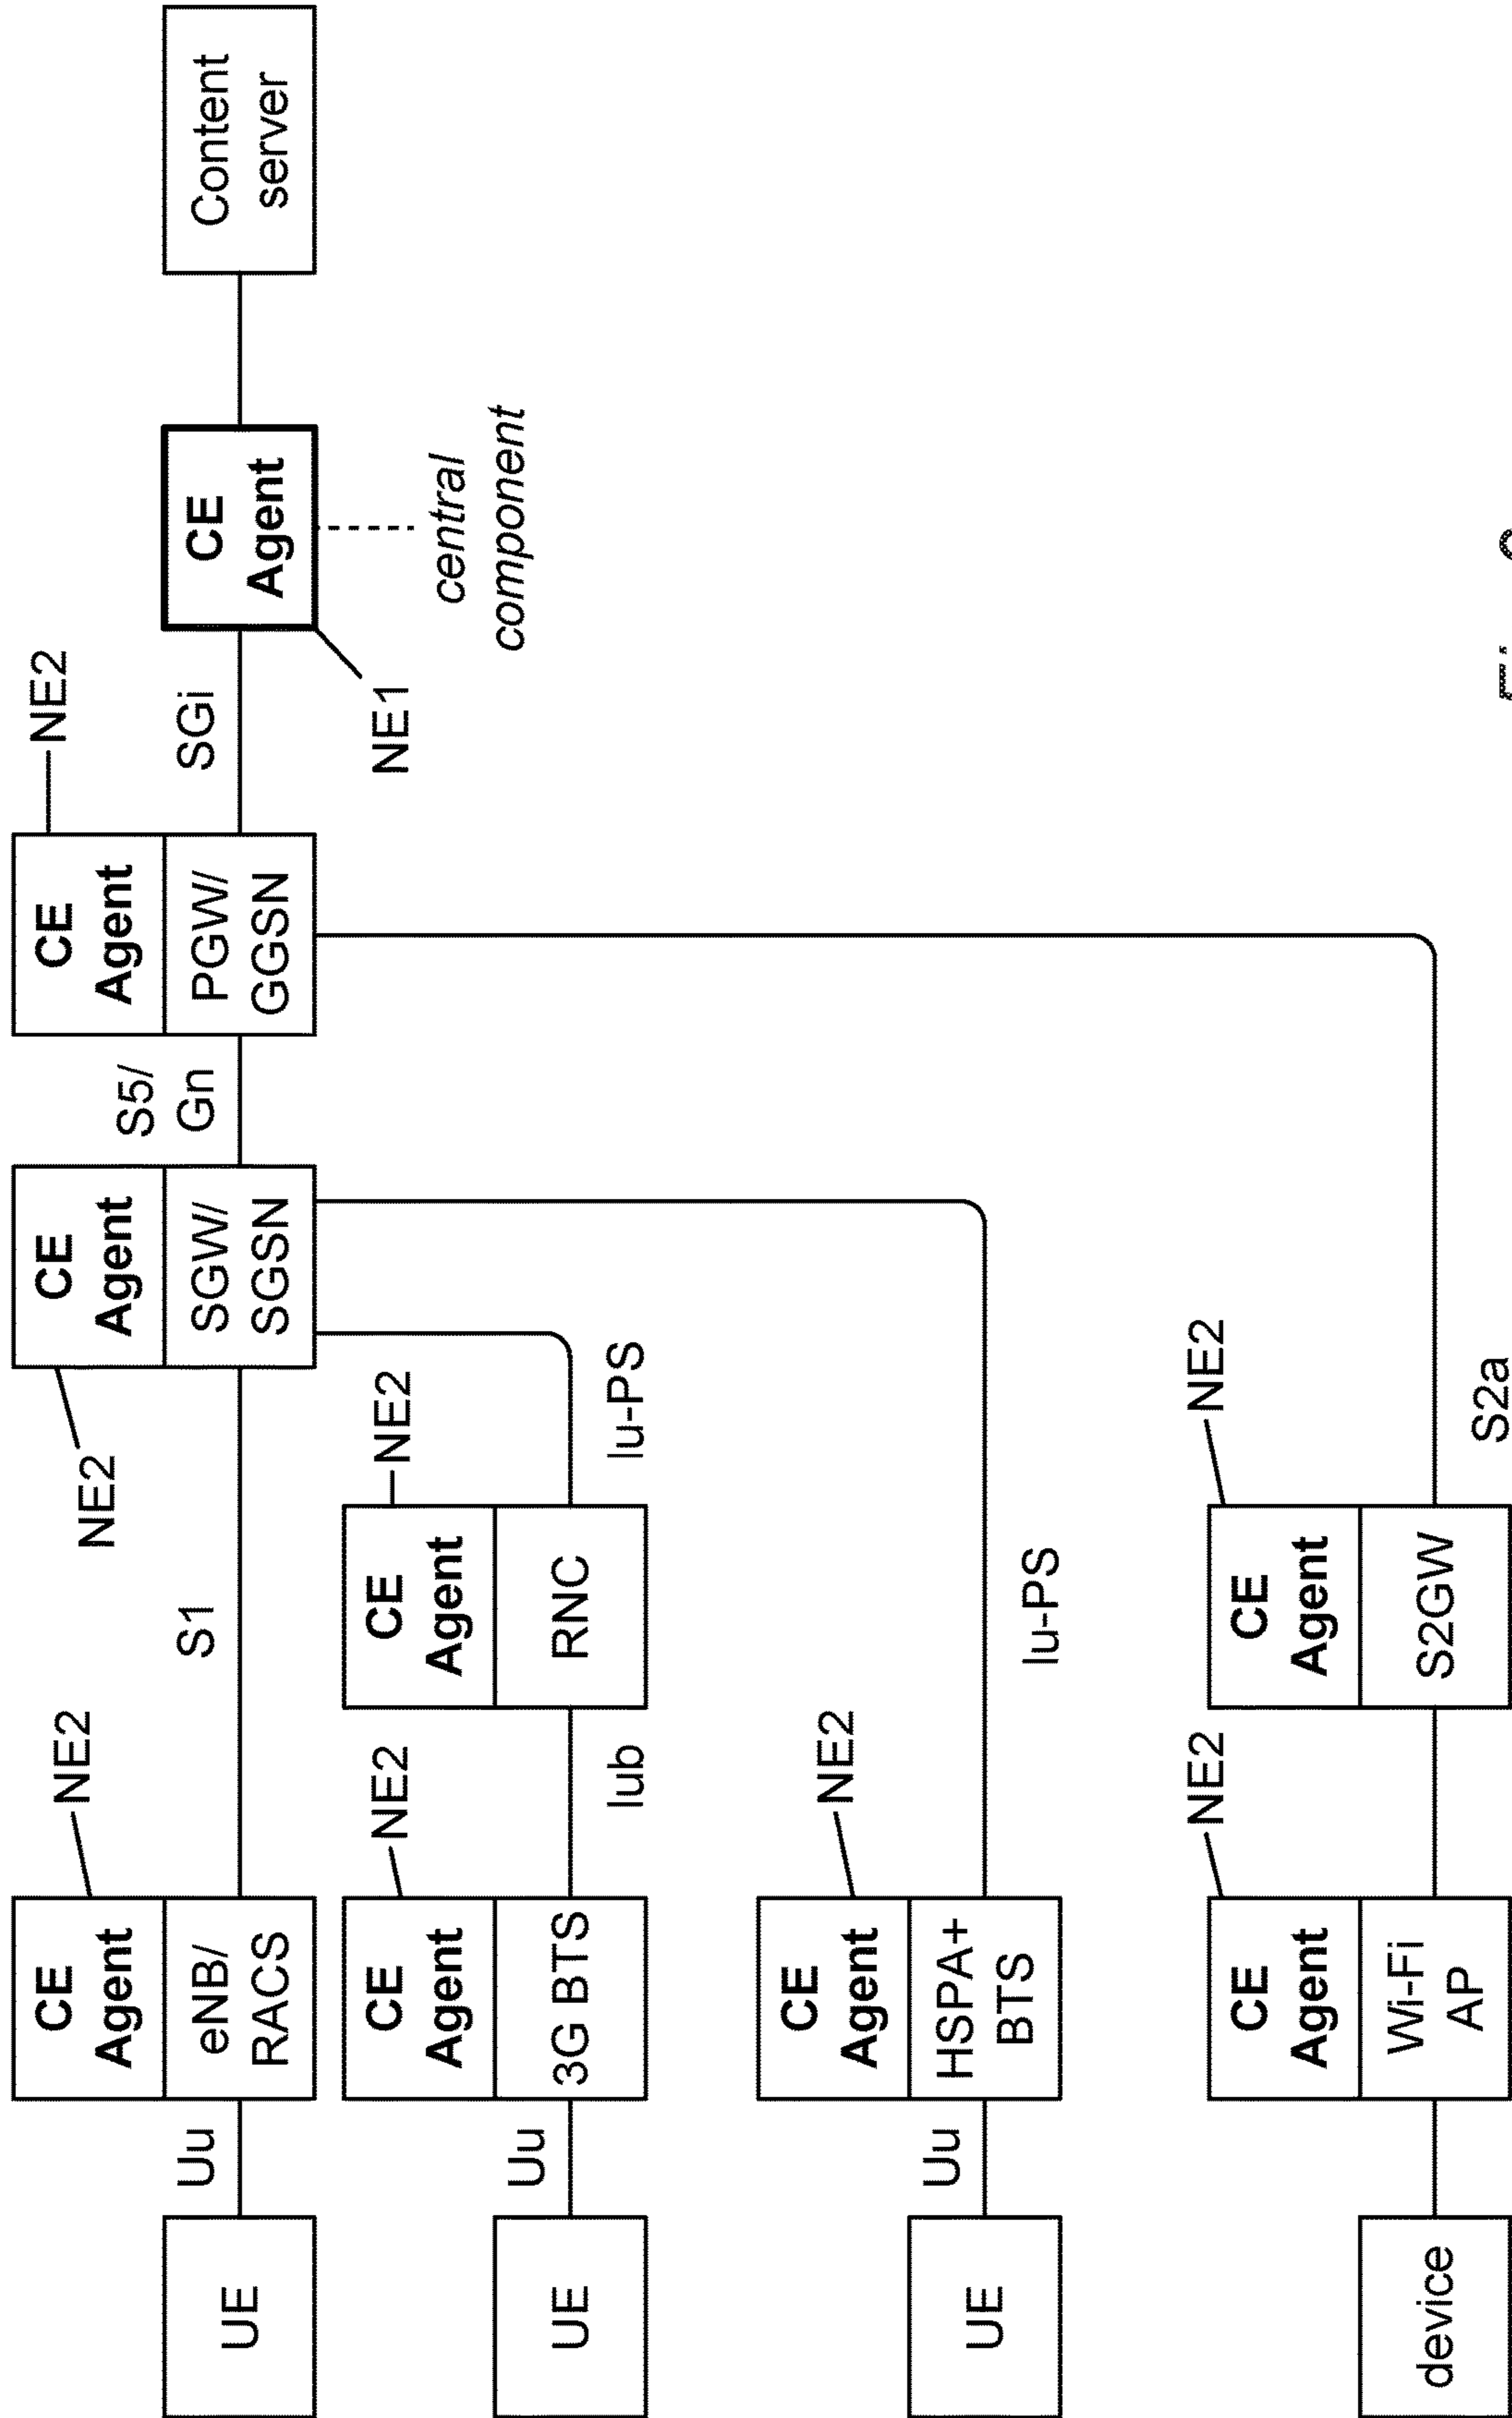 CE
Agent
NE2
CE
Agent
NE2
CE
Agent
NE2
UE
Uu
eNB/
RACS
S1
SGW/
SGSN
S5/
Gn
PGW/
GGSN
SGi
CE
Agent
NE1
central
component
Content
server
CE
Agent
NE2
CE
Agent
NE2
UE
Uu
3G BTS
Iub
RNC
Iu-PS
CE
Agent
NE2
UE
Uu
HSPA+
BTS
Iu-PS
CE
Agent
NE2
CE
Agent
NE2
device
Wi-Fi
AP
S2GW
S2a